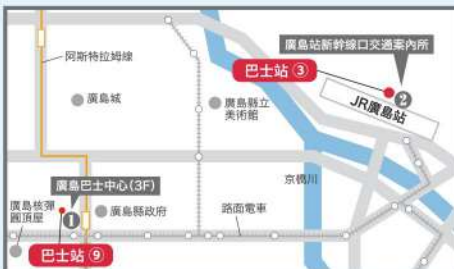 廣島站新幹線口交通案內所
阿斯特拉姆線
巴士站 ③
廣島城
廣島縣立
美術館
2
JR廣島站
京橋川
廣島巴士中心(3F)
廣島核彈
圓頂屋
1
廣島縣政府
路面電車
巴士站 ⑨